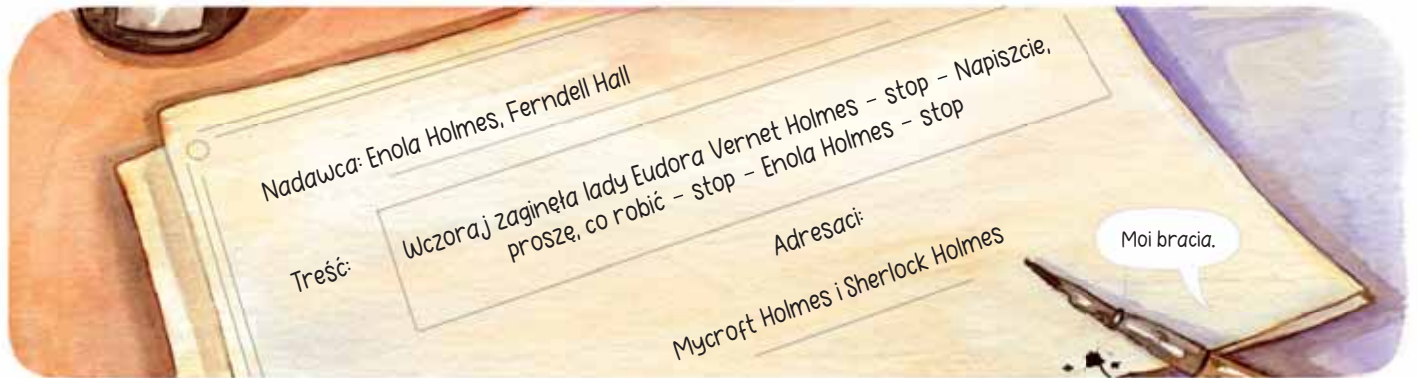 Nadawca: Enola Holmes, Ferndell Hall
Treść:
Wczoraj zaginęła lady Eudora Vernet Holmes – stop – Napiszcie,
proszę, co robić – stop – Enola Holmes – stop
Adresaci:
Mycroft Holmes i Sherlock Holmes
Moi bracia.